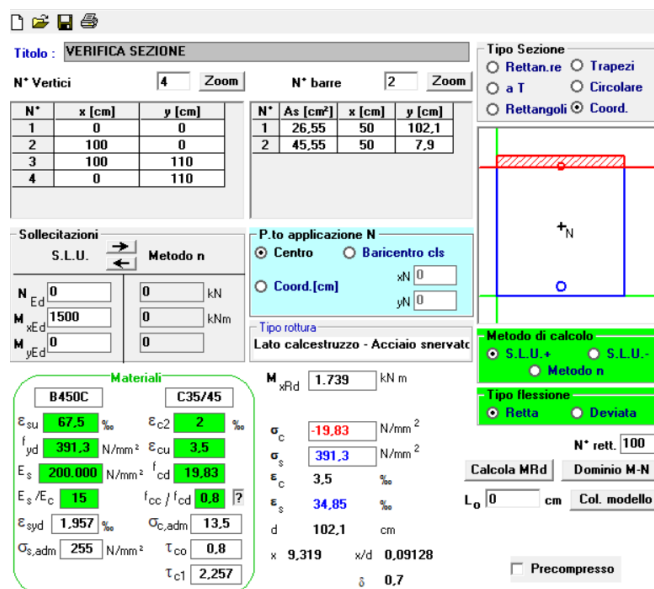 Titolo : VERIFICA SEZIONE
N° Vertici 4 Zoom N° barre 2 Zoom
N° x [cm] y [cm]
1 0 0
2 100 0
3 100 110
4 0 110
N° As [cm²] x [cm] y [cm]
1 26,55 50 102,1
2 45,55 50 7,9
Tipo Sezione
Rettan.re Trapezi
a T Circolare
Rettangoli Coord.
N
Sollecitazioni
S.L.U. Metodo n
N Ed 0 0 kN
M xEd 1500 0 kNm
M yEd 0 0
P.to applicazione N
Centro Baricentro cls
Coord.[cm] xN 0
yN 0
Tipo rottura
Lato calcestruzzo - Acciaio snervato
Metodo di calcolo
S.L.U.+ S.L.U.-
Metodo n
Tipo flessione
Retta Deviata
N° rett. 100
Calcola MRd Dominio M-N
L₀ 0 cm Col. modello
Precompresso
Materiali
B450C C35/45
εsu 67,5 ‰ εc2 2 ‰
fyd 391,3 N/mm² εcu 3,5
Es 200.000 N/mm² fcd 19,83
Es/Ec 15 fcc / fcd 0,8 ?
εsyd 1,957 ‰ σc,adm 13,5
σs,adm 255 N/mm² τco 0,8
τc1 2,257
M xRd 1.739 kN m
σc -19,83 N/mm²
σs 391,3 N/mm²
εc 3,5 ‰
εs 34,85 ‰
d 102,1 cm
x 9,319 x/d 0,09128
δ 0,7